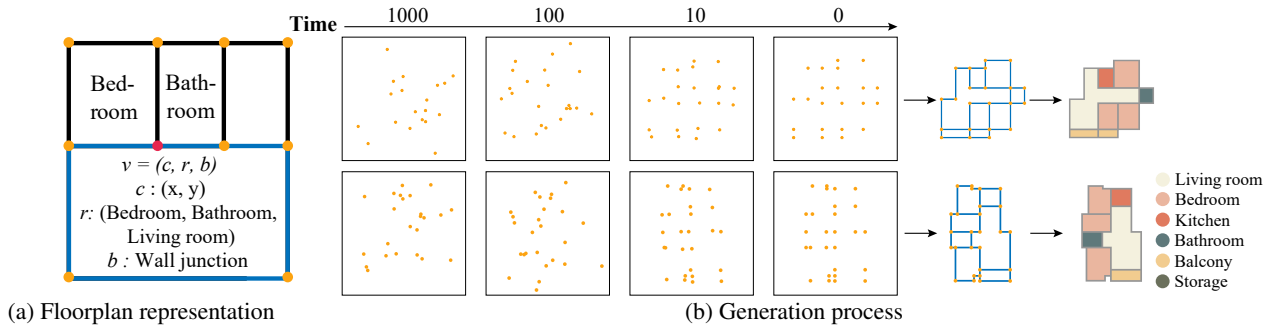 Time 1000 100 10 0
Bed-
room
Bath-
room
v = (c, r, b)
c : (x, y)
r: (Bedroom, Bathroom,
Living room)
b : Wall junction
Living room
Bedroom
Kitchen
Bathroom
Balcony
Storage
(a) Floorplan representation
(b) Generation process